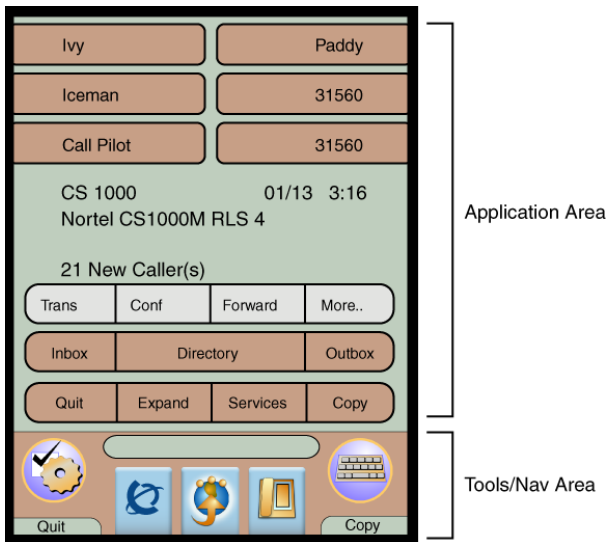 Ivy Paddy
Iceman 31560
Call Pilot 31560
CS 1000 01/13 3:16
Nortel CS1000M RLS 4
21 New Caller(s)
Trans Conf Forward More..
Inbox Directory Outbox
Quit Expand Services Copy
Quit Copy
Application Area
Tools/Nav Area